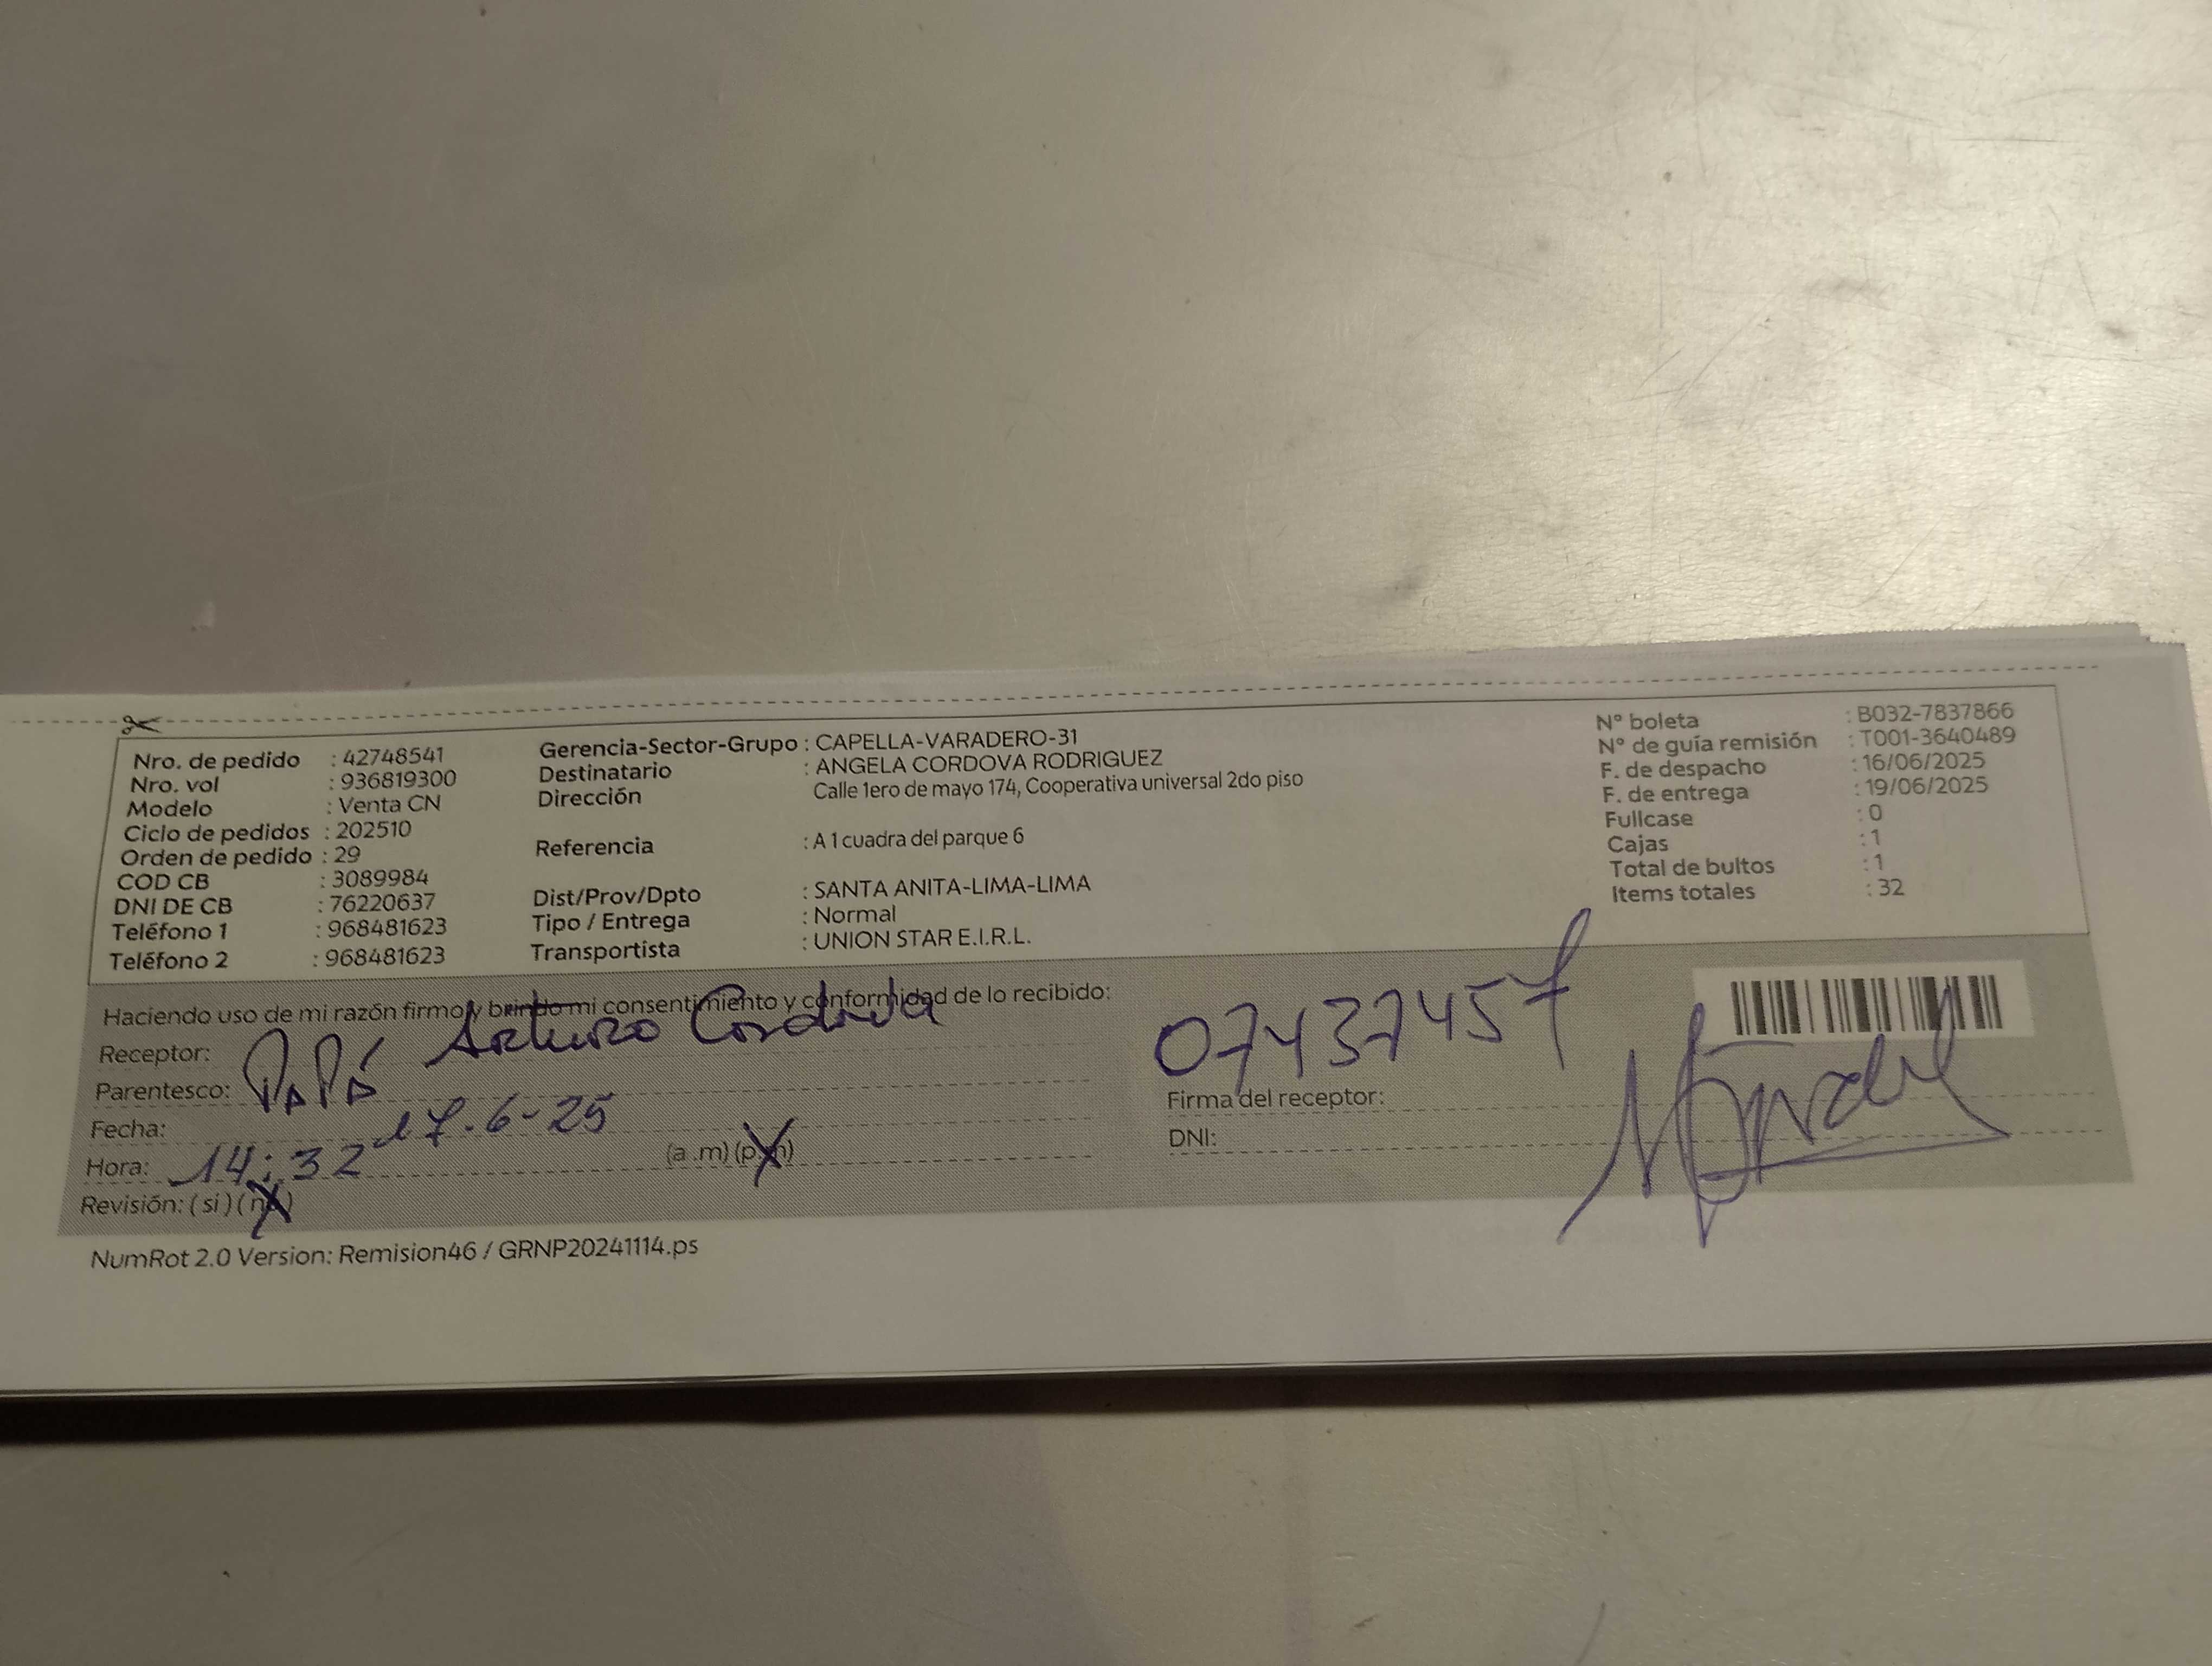 Nro. de pedido : 42748541
Nro. vol : 936819300
Modelo : Venta CN
Ciclo de pedidos : 202510
Orden de pedido : 29
COD CB : 3089984
DNI DE CB : 76220637
Teléfono 1 : 968481623
Teléfono 2 : 968481623
Gerencia-Sector-Grupo : CAPELLA-VARADERO-31
Destinatario : ANGELA CORDOVA RODRIGUEZ
Dirección Calle 1ero de mayo 174, Cooperativa universal 2do piso
Referencia : A 1 cuadra del parque 6
Dist/Prov/Dpto : SANTA ANITA-LIMA-LIMA
Tipo / Entrega : Normal
Transportista : UNION STAR E.I.R.L.
N° boleta : B032-7837866
N° de guía remisión : T001-3640489
F. de despacho : 16/06/2025
F. de entrega : 19/06/2025
Fullcase : 0
Cajas : 1
Total de bultos : 1
Items totales : 32
Haciendo uso de mi razón firmo y brindo mi consentimiento y conformidad de lo recibido:
Receptor: Arturo Cordova
Parentesco: PAPÁ
Fecha: 17-6-25
Hora: 14:32 (a .m) (p.m)
Revisión: ( si ) ( no )
07437457
Firma del receptor:
DNI:
NumRot 2.0 Version: Remision46 / GRNP20241114.ps